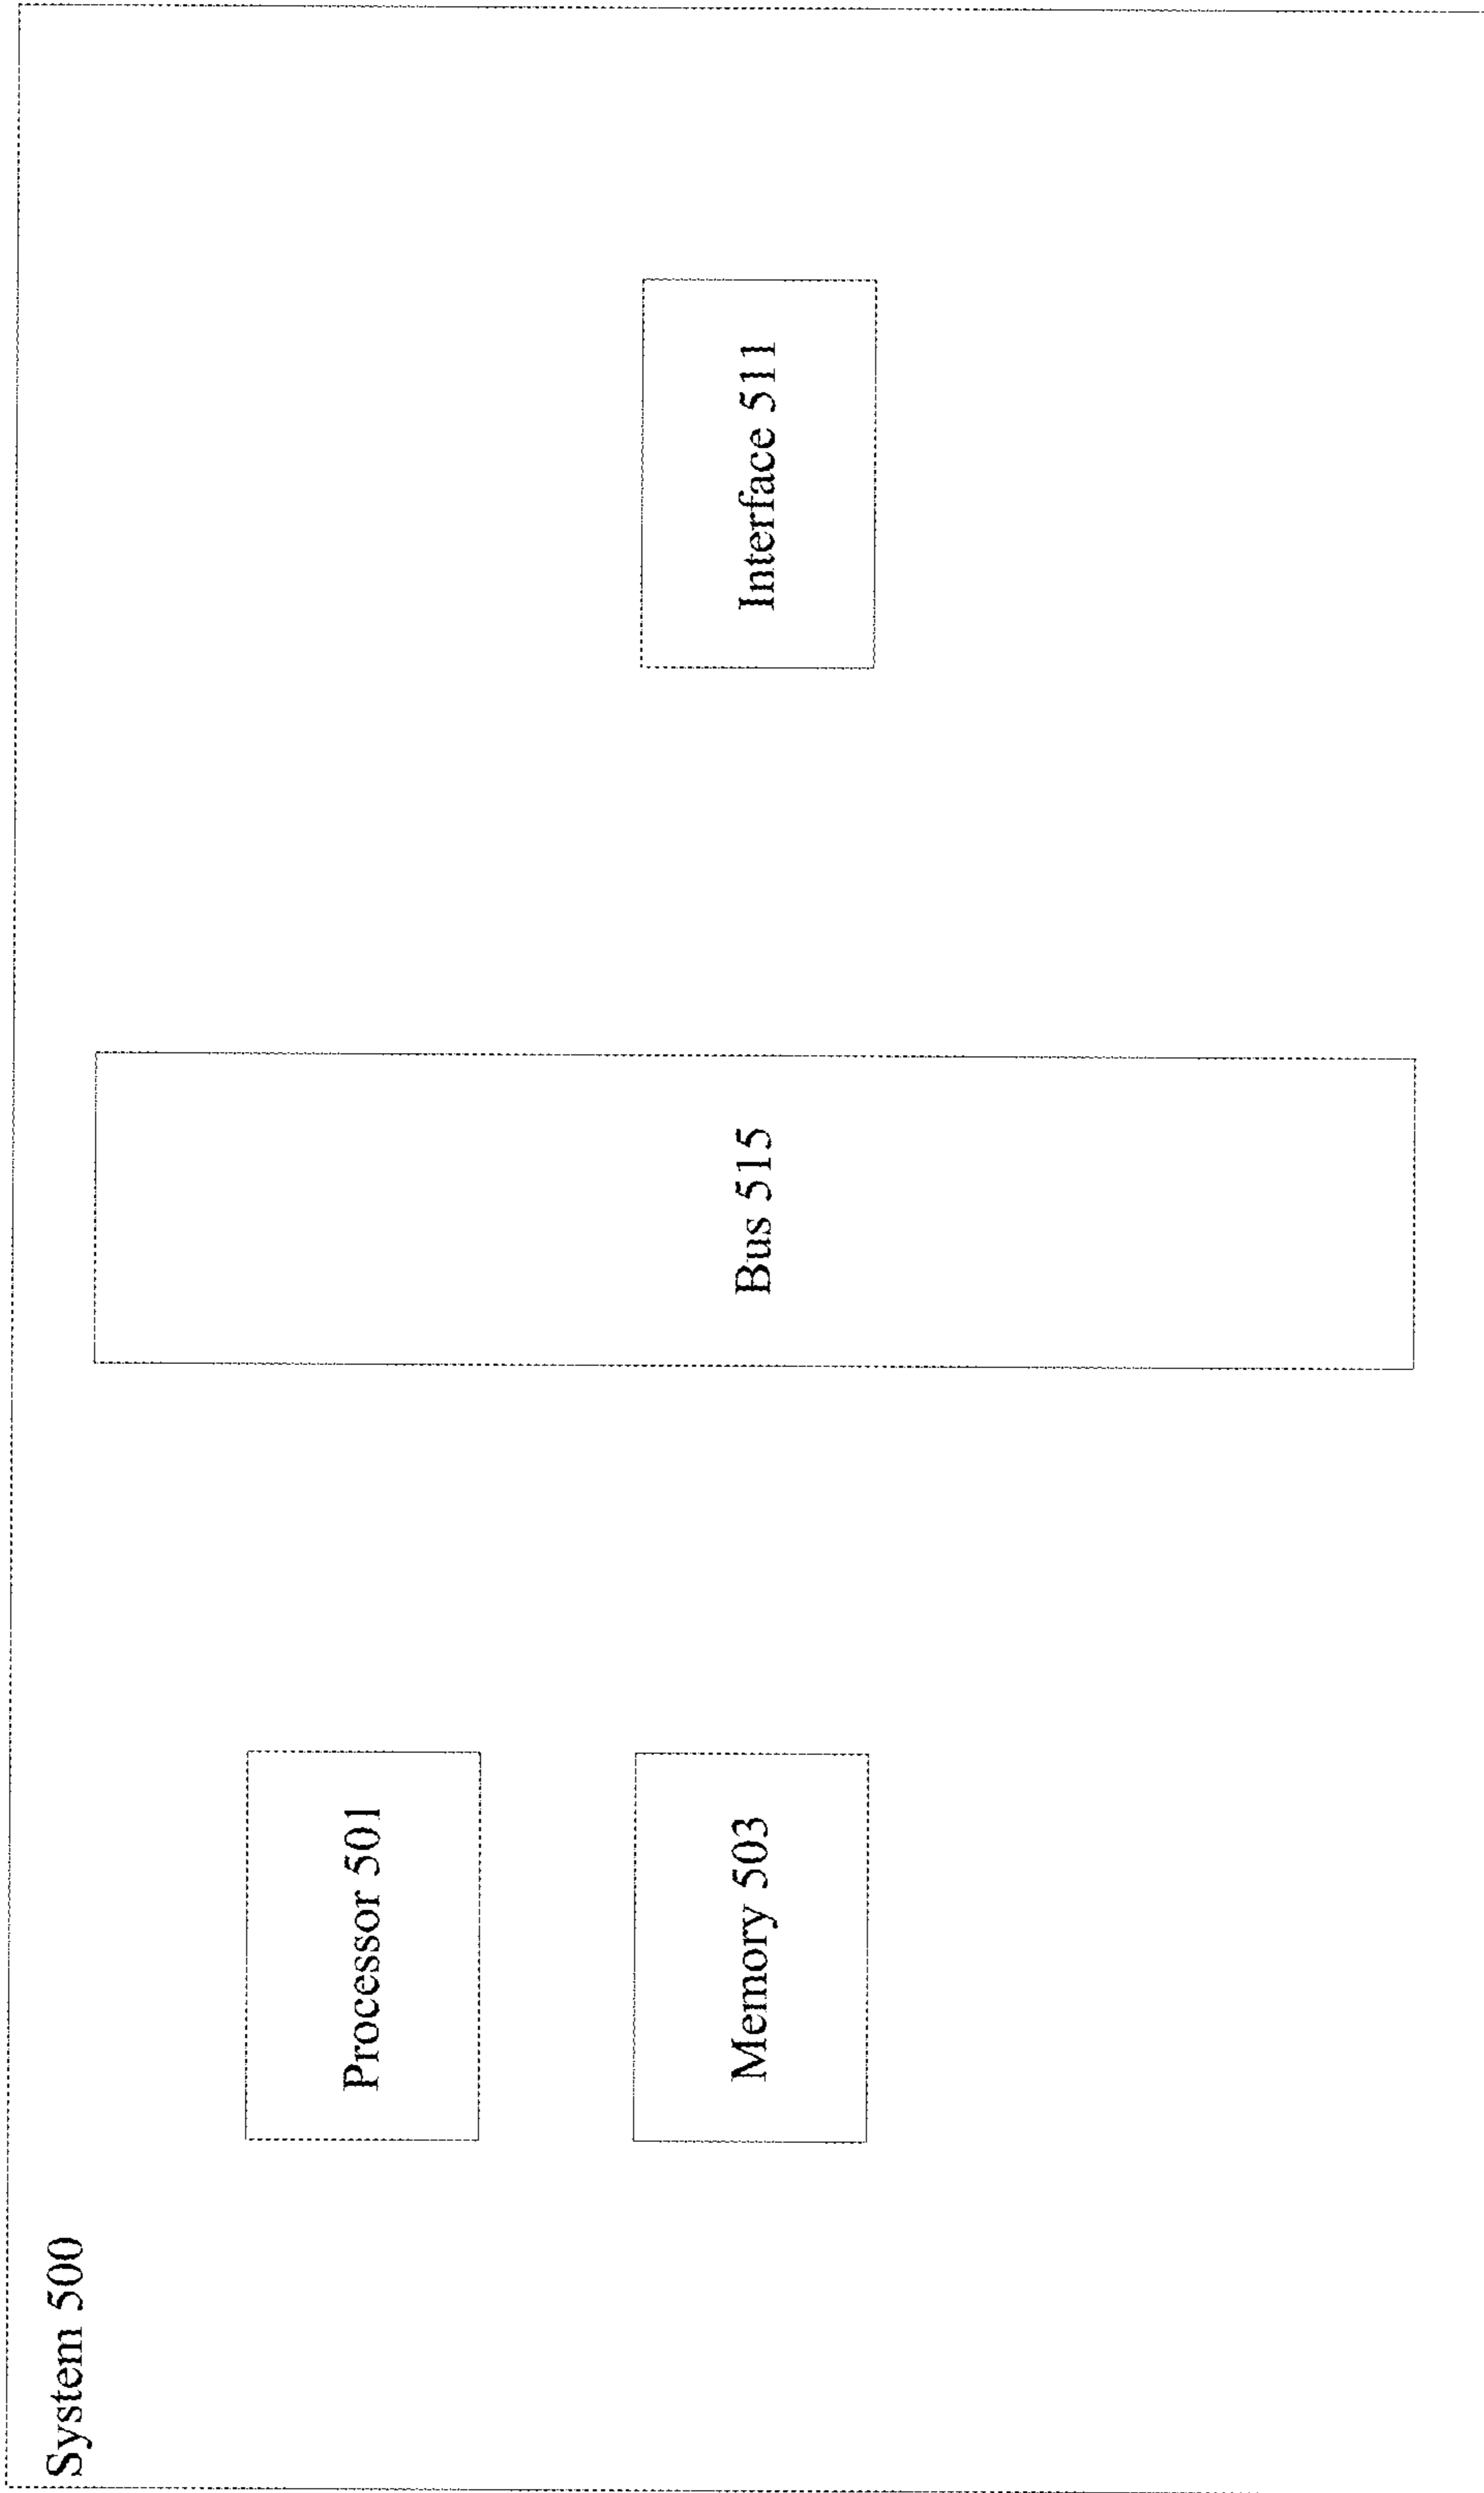 System 500
Processor 501
Memory 503
Bus 515
Interface 511